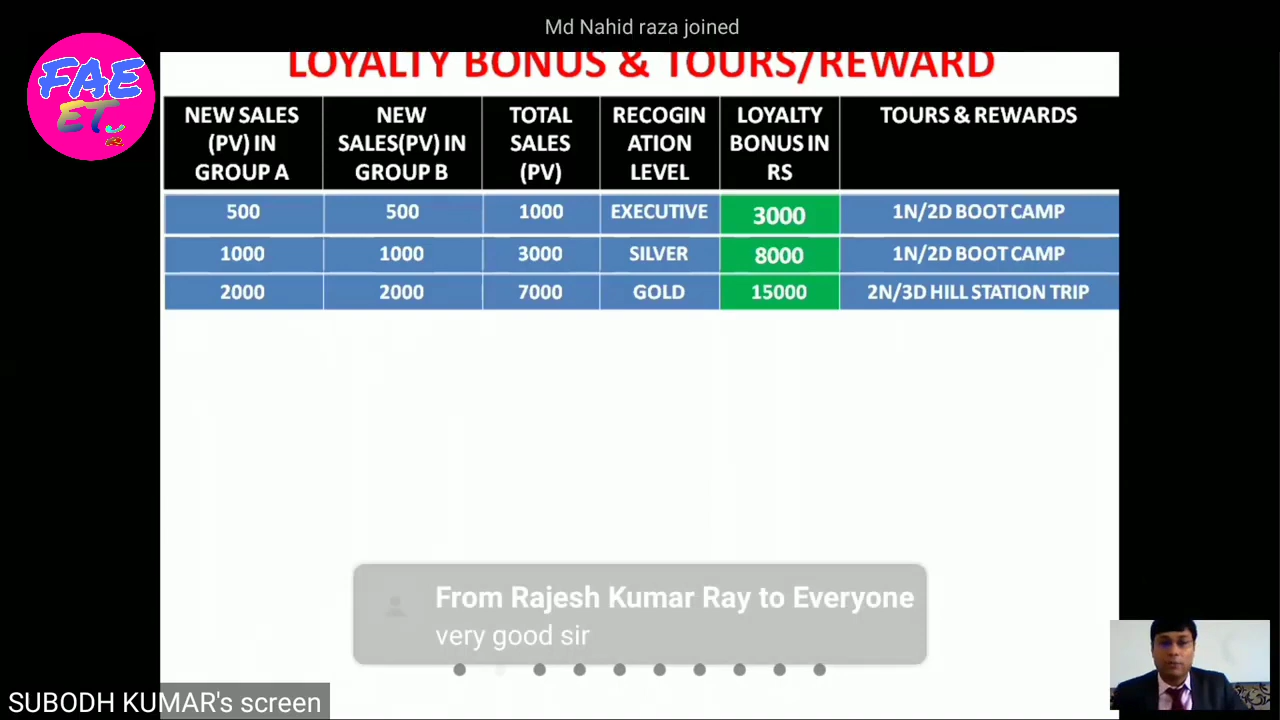 Md Nahid raza joined
FAE
ET
LOYALTY BONUS & TOURS/REWARD
NEW SALES
(PV) IN
GROUP A
NEW
SALES(PV) IN
GROUP B
TOTAL
SALES
(PV)
RECOGIN
ATION
LEVEL
LOYALTY
BONUS IN
RS
TOURS & REWARDS
500 500 1000 EXECUTIVE 3000 1N/2D BOOT CAMP
1000 1000 3000 SILVER 8000 1N/2D BOOT CAMP
2000 2000 7000 GOLD 15000 2N/3D HILL STATION TRIP
From Rajesh Kumar Ray to Everyone
very good sir
SUBODH KUMAR's screen